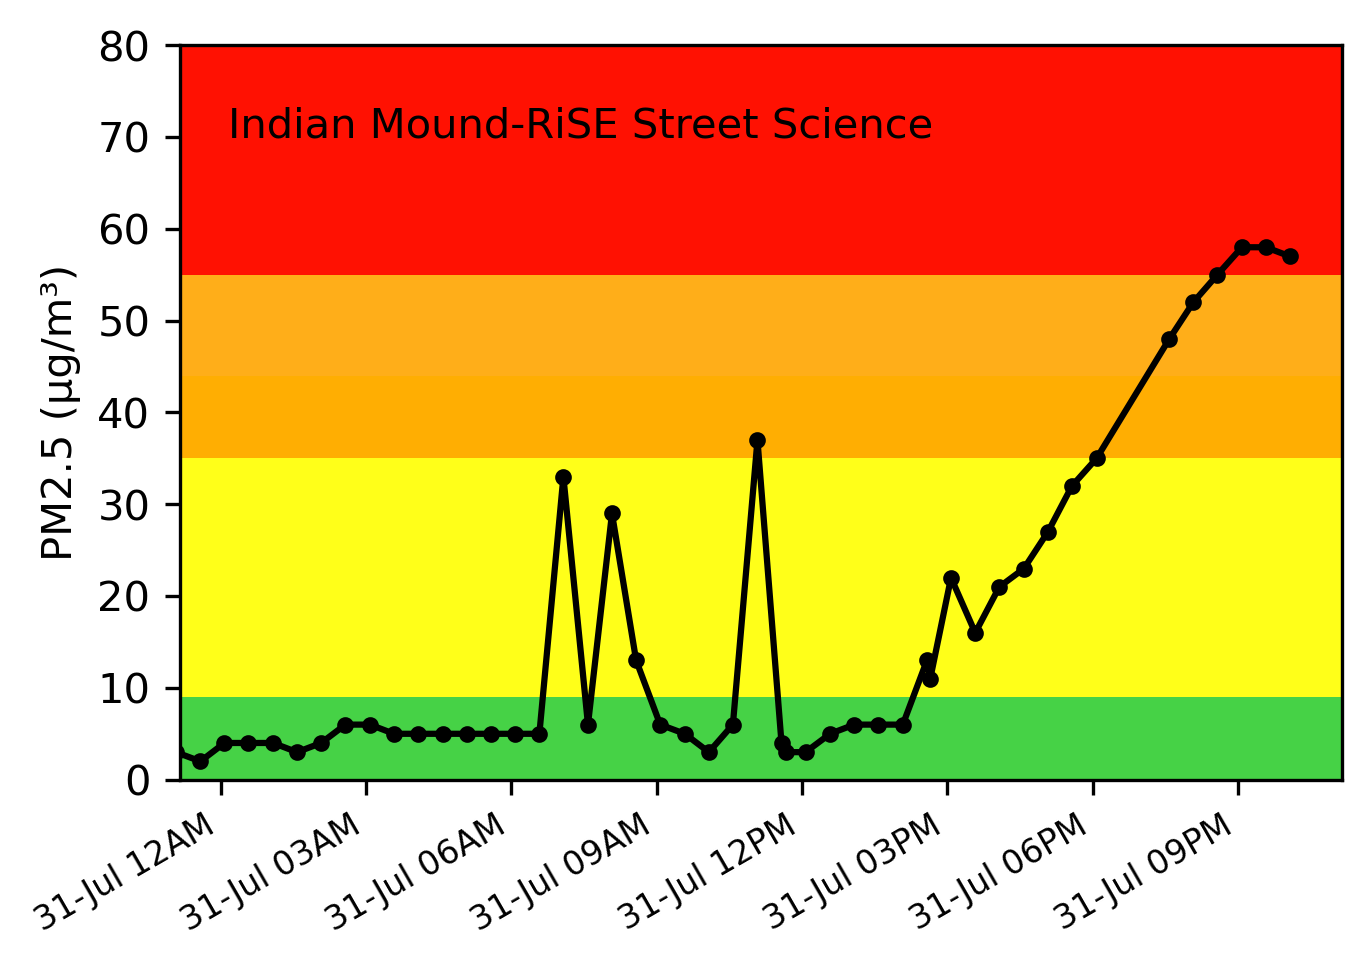 80
Indian Mound-RiSE Street Science
70
60
50
40
30
20
10
0
PM2.5 (µg/m³)
31-Jul 12AM
31-Jul 03AM
31-Jul 06AM
31-Jul 09AM
31-Jul 12PM
31-Jul 03PM
31-Jul 06PM
31-Jul 09PM